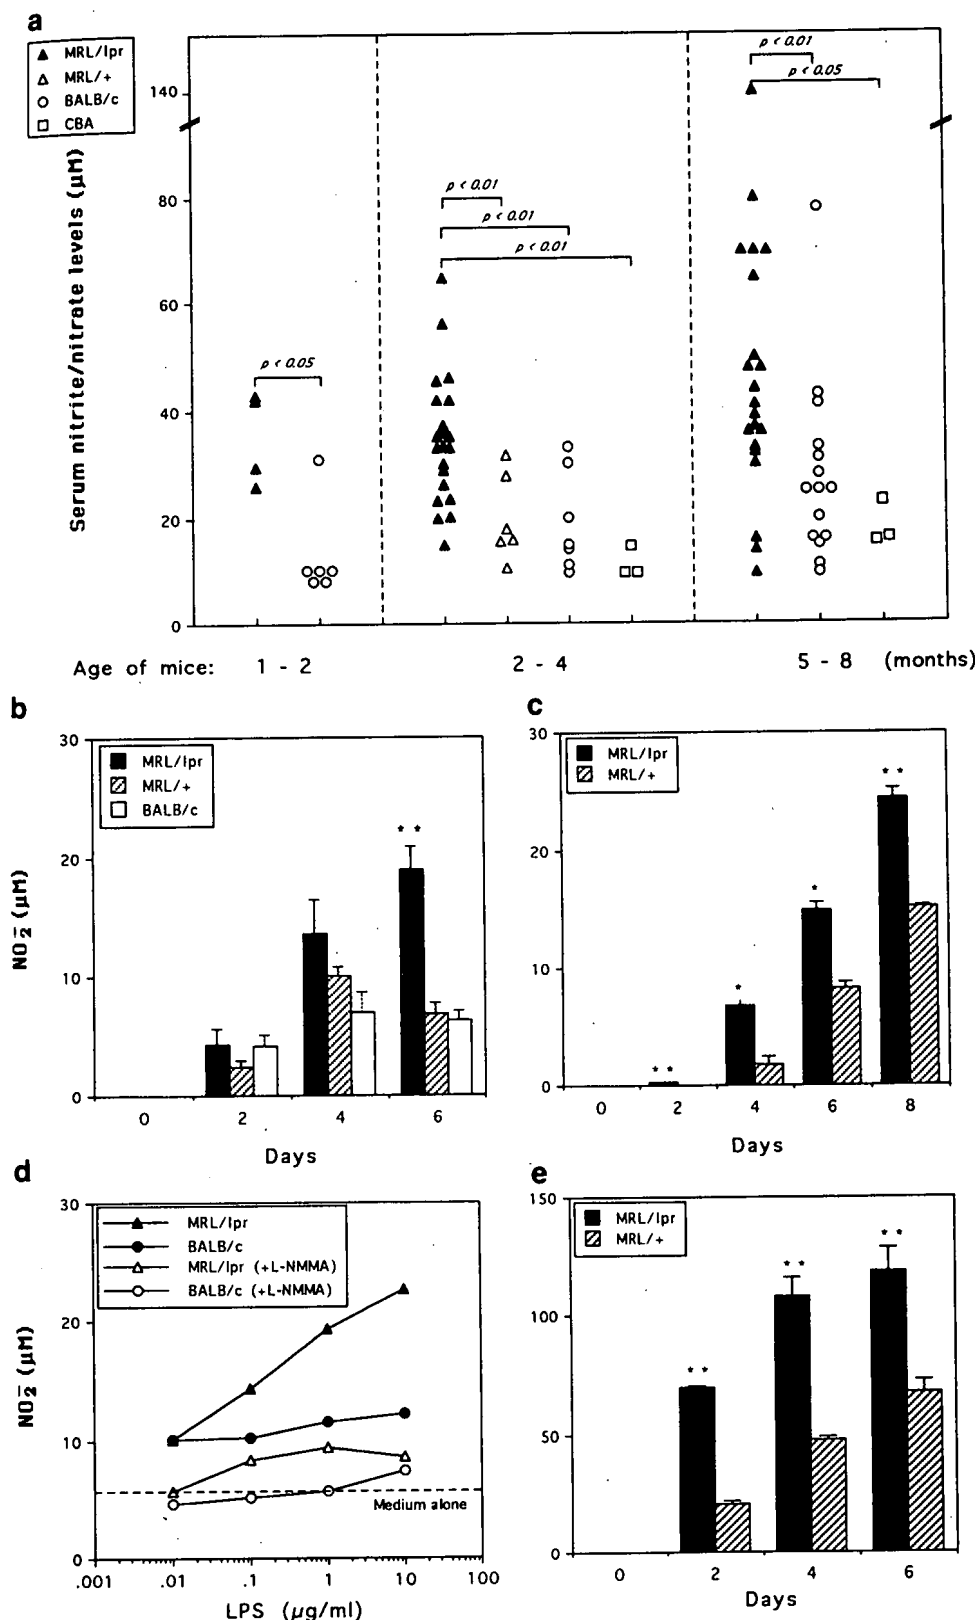 a
MRL/lpr
MRL/+
BALB/c
CBA
Serum nitrite/nitrate levels (µM)
140
80
60
40
20
0
p < 0.05
p < 0.01
p < 0.01
p < 0.01
p < 0.01
p < 0.05
Age of mice: 1 - 2 2 - 4 5 - 8 (months)
b
NO2̄ (µM)
30
20
10
0
MRL/lpr
MRL/+
BALB/c
* *
0 2 4 6
Days
c
30
20
10
0
MRL/lpr
MRL/+
* *
*
*
* *
0 2 4 6 8
Days
d
NO2̄ (µM)
30
20
10
0
MRL/lpr
BALB/c
MRL/lpr (+L-NMMA)
BALB/c (+L-NMMA)
Medium alone
.001 .01 .1 1 10 100
LPS (µg/ml)
e
150
100
50
0
MRL/lpr
MRL/+
* *
* *
* *
0 2 4 6
Days